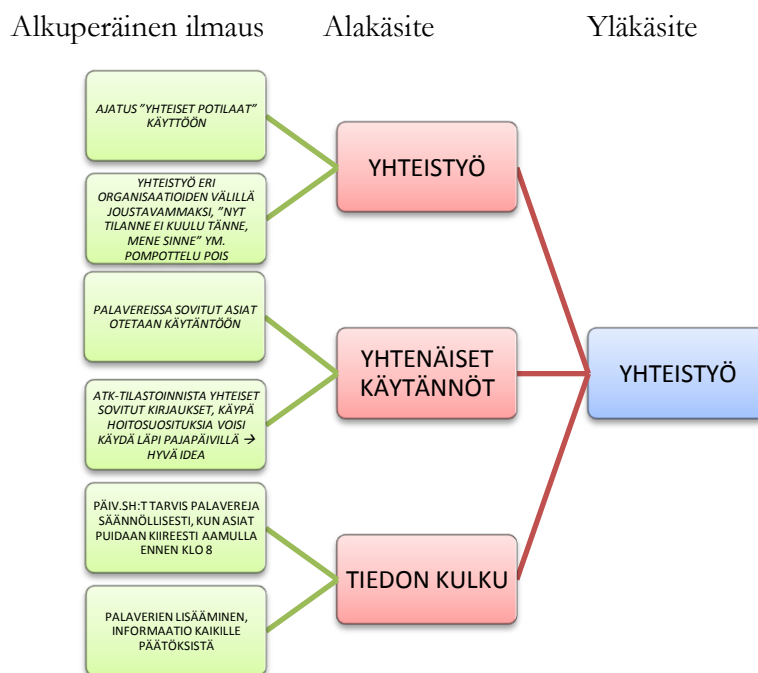 Alkuperäinen ilmaus
Alakäsite
Yläkäsite
AJATUS ”YHTEISET POTILAAT”
KÄYTTÖÖN
YHTEISTYÖ ERI
ORGANISAATIOIDEN VÄLILLÄ
JOUSTAVAMMAKSI, ”NYT
TILANNE EI KUULU TÄNNE,
MENE SINNE” YM.
POMPOTTELU POIS
PALAVEREISSA SOVITUT ASIAT
OTETAAN KÄYTÄNTÖÖN
ATK-TILASTOINNISTA YHTEISET
SOVITUT KIRJAUKSET, KÄYPÄ
HOITOSUOSITUKSIA VOISI
KÄYDÄ LÄPI PAJAPÄIVILLÄ →
HYVÄ IDEA
PÄIV.SH:T TARVIS PALAVEREJA
SÄÄNNÖLLISESTI, KUN ASIAT
PUIDAAN KIIREESTI AAMULLA
ENNEN KLO 8
PALAVERIEN LISÄÄMINEN,
INFORMAATIO KAIKILLE
PÄÄTÖKSISTÄ
YHTEISTYÖ
YHTENÄISET
KÄYTÄNNÖT
TIEDON KULKU
YHTEISTYÖ